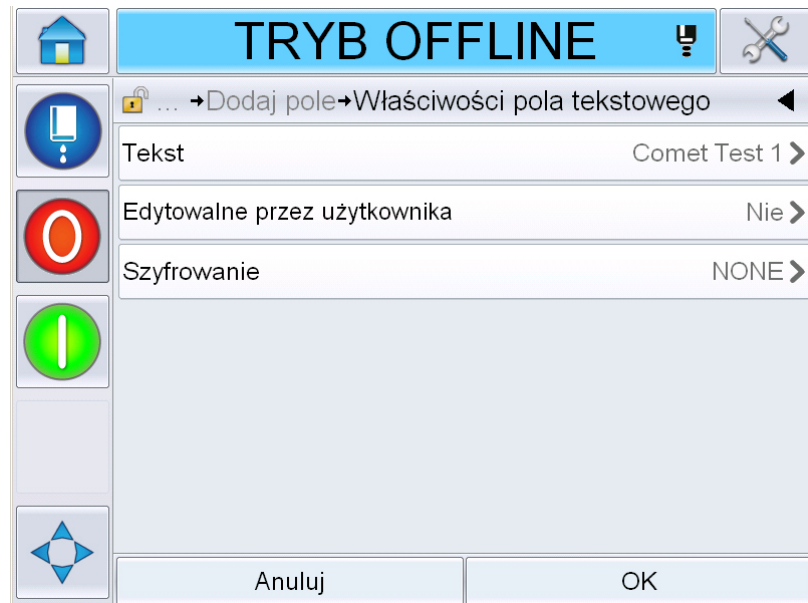 TRYB OFFLINE
... →Dodaj pole→Właściwości pola tekstowego
Tekst Comet Test 1
Edytowalne przez użytkownika Nie
Szyfrowanie NONE
Anuluj OK